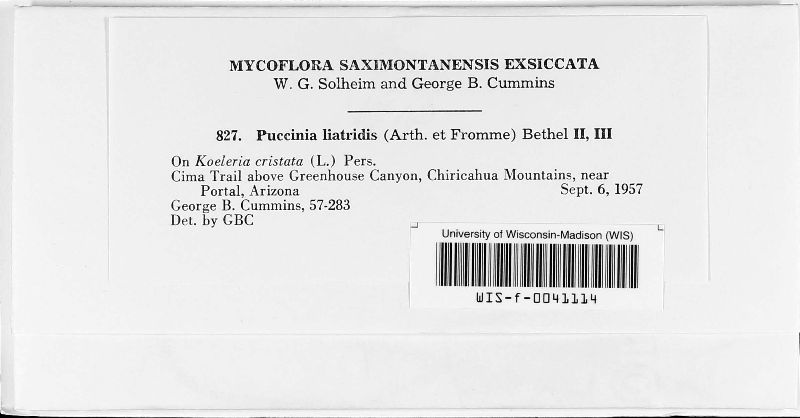 MYCOFLORA SAXIMONTANENSIS EXSICCATA
W. G. Solheim and George B. Cummins
827. Puccinia liatridis (Arth. et Fromme) Bethel II, III
On Koeleria cristata (L.) Pers.
Cima Trail above Greenhouse Canyon, Chiricahua Mountains, near
Portal, Arizona Sept. 6, 1957
George B. Cummins, 57-283
Det. by GBC
University of Wisconsin-Madison (WIS)
WIS-f-0041114